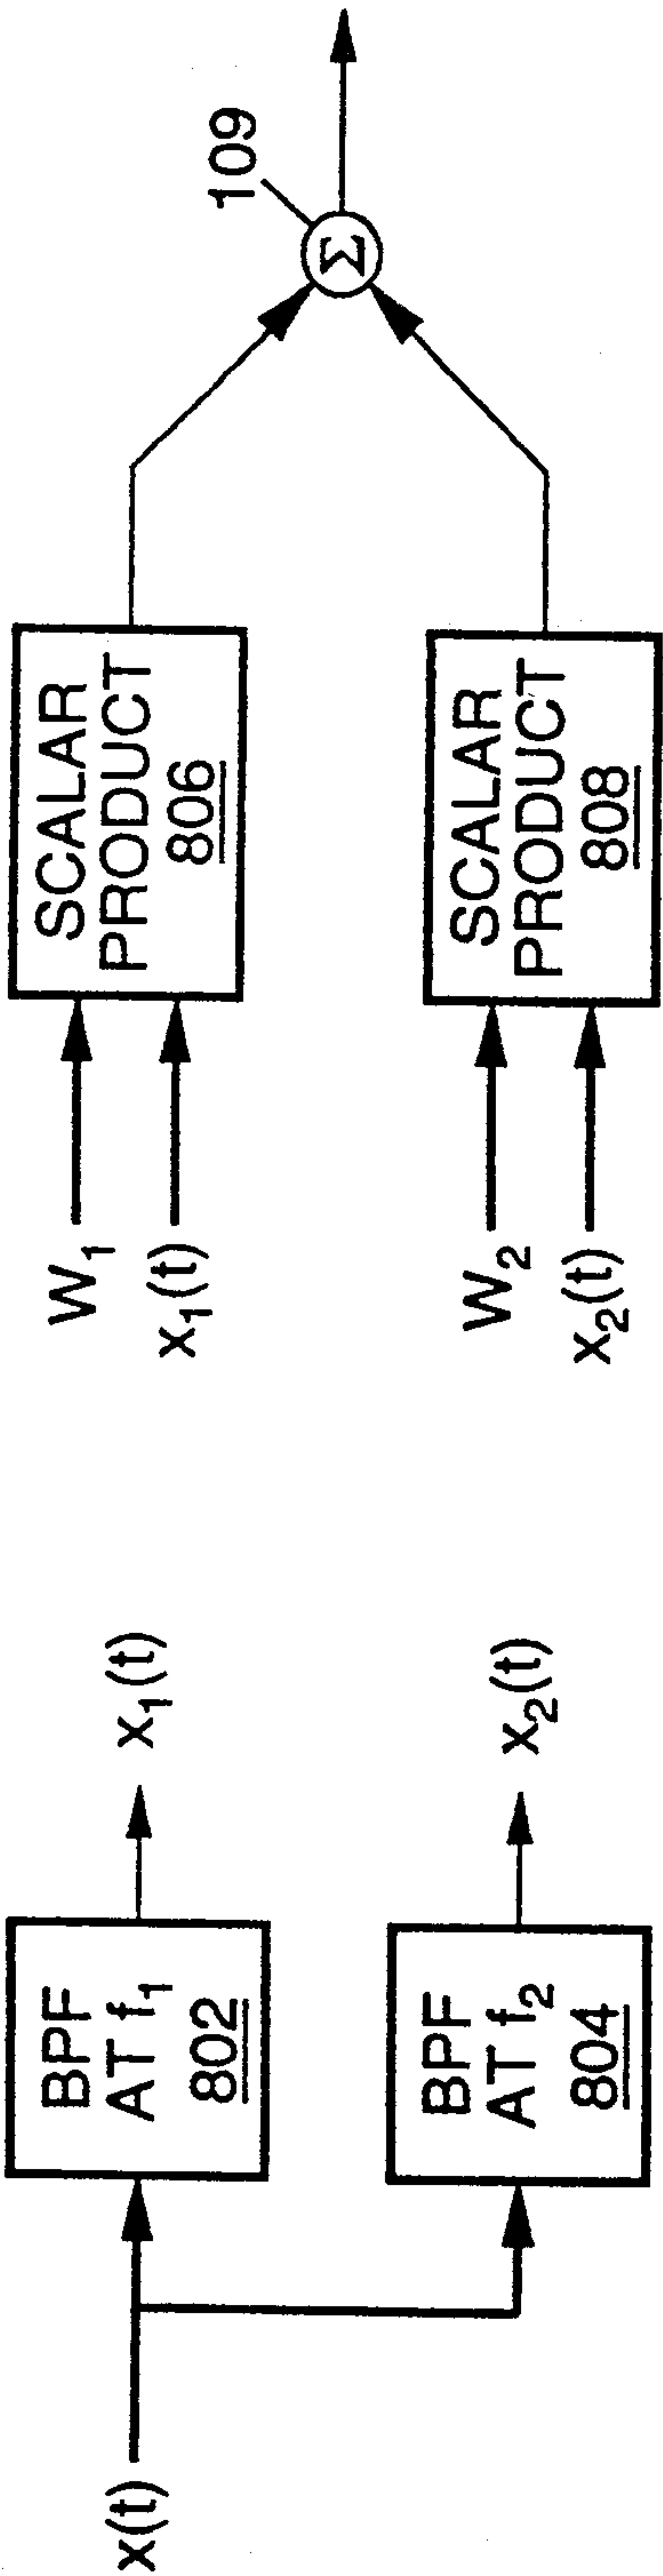 x(t)
BPF
AT f₁
802
x₁(t)
BPF
AT f₂
804
x₂(t)
W₁
x₁(t)
SCALAR
PRODUCT
806
W₂
x₂(t)
SCALAR
PRODUCT
808
Σ
109